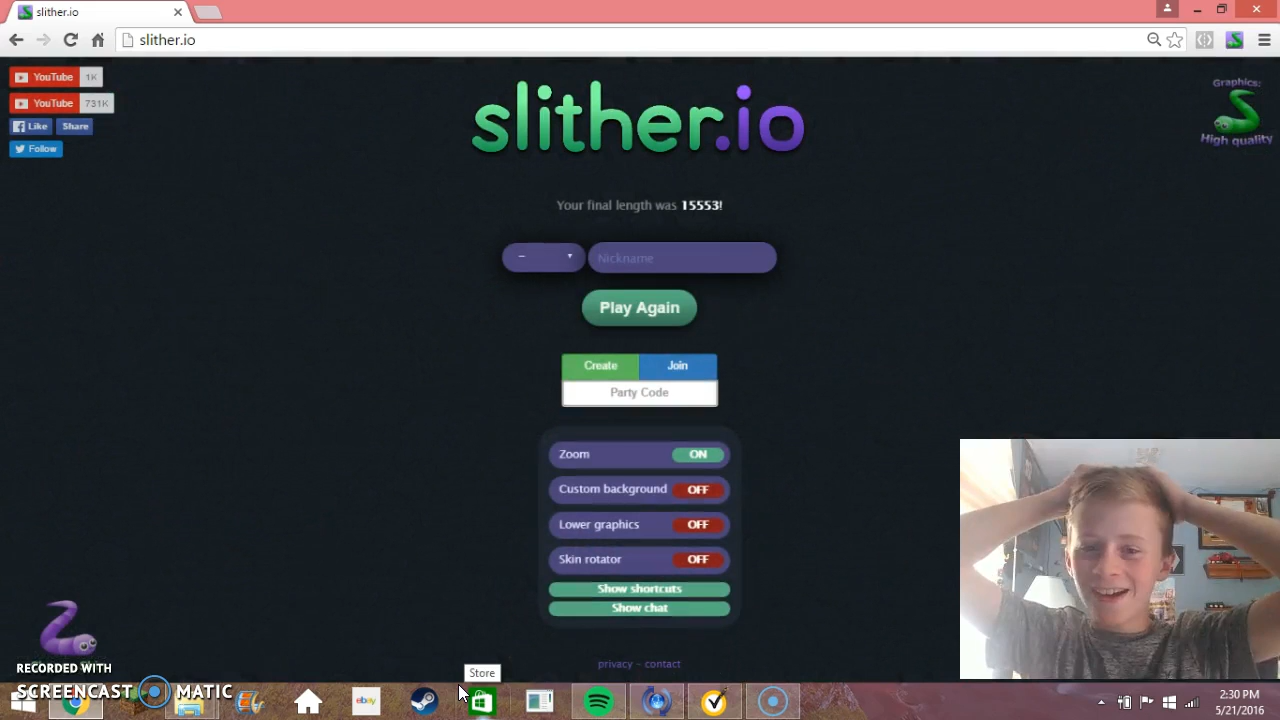 slither.io
slither.io
YouTube 1K
YouTube 731K
Like Share
Follow
Graphics:
High quality
slither.io
Your final length was 15553!
– Nickname
Play Again
Create Join
Party Code
Zoom ON
Custom background OFF
Lower graphics OFF
Skin rotator OFF
Show shortcuts
Show chat
privacy - contact
RECORDED WITH
SCREENCAST MATIC
Store
ebay
2:30 PM
5/21/2016